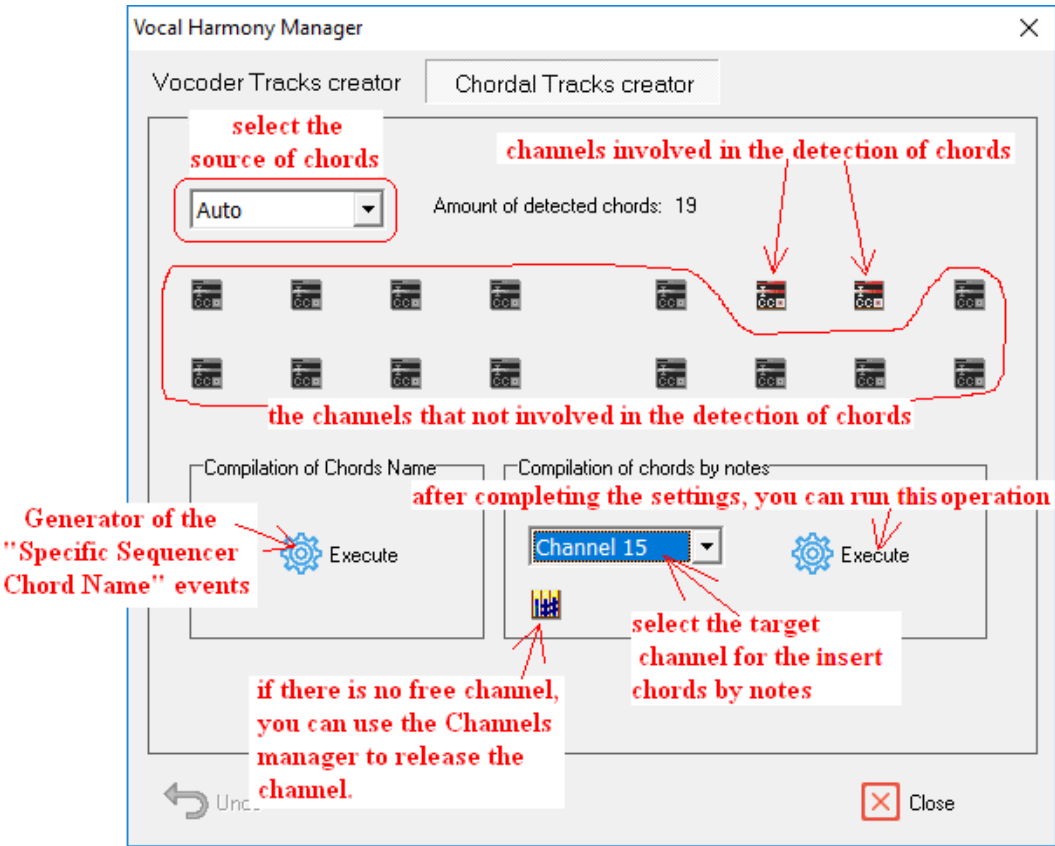 Vocal Harmony Manager
Vocoder Tracks creator
Chordal Tracks creator
select the
source of chords
channels involved in the detection of chords
Auto
Amount of detected chords: 19
the channels that not involved in the detection of chords
Compilation of Chords Name
Compilation of chords by notes
after completing the settings, you can run this operation
Generator of the
"Specific Sequencer
Chord Name" events
Execute
Channel 15
Execute
select the target
channel for the insert
chords by notes
if there is no free channel,
you can use the Channels
manager to release the
channel.
Close